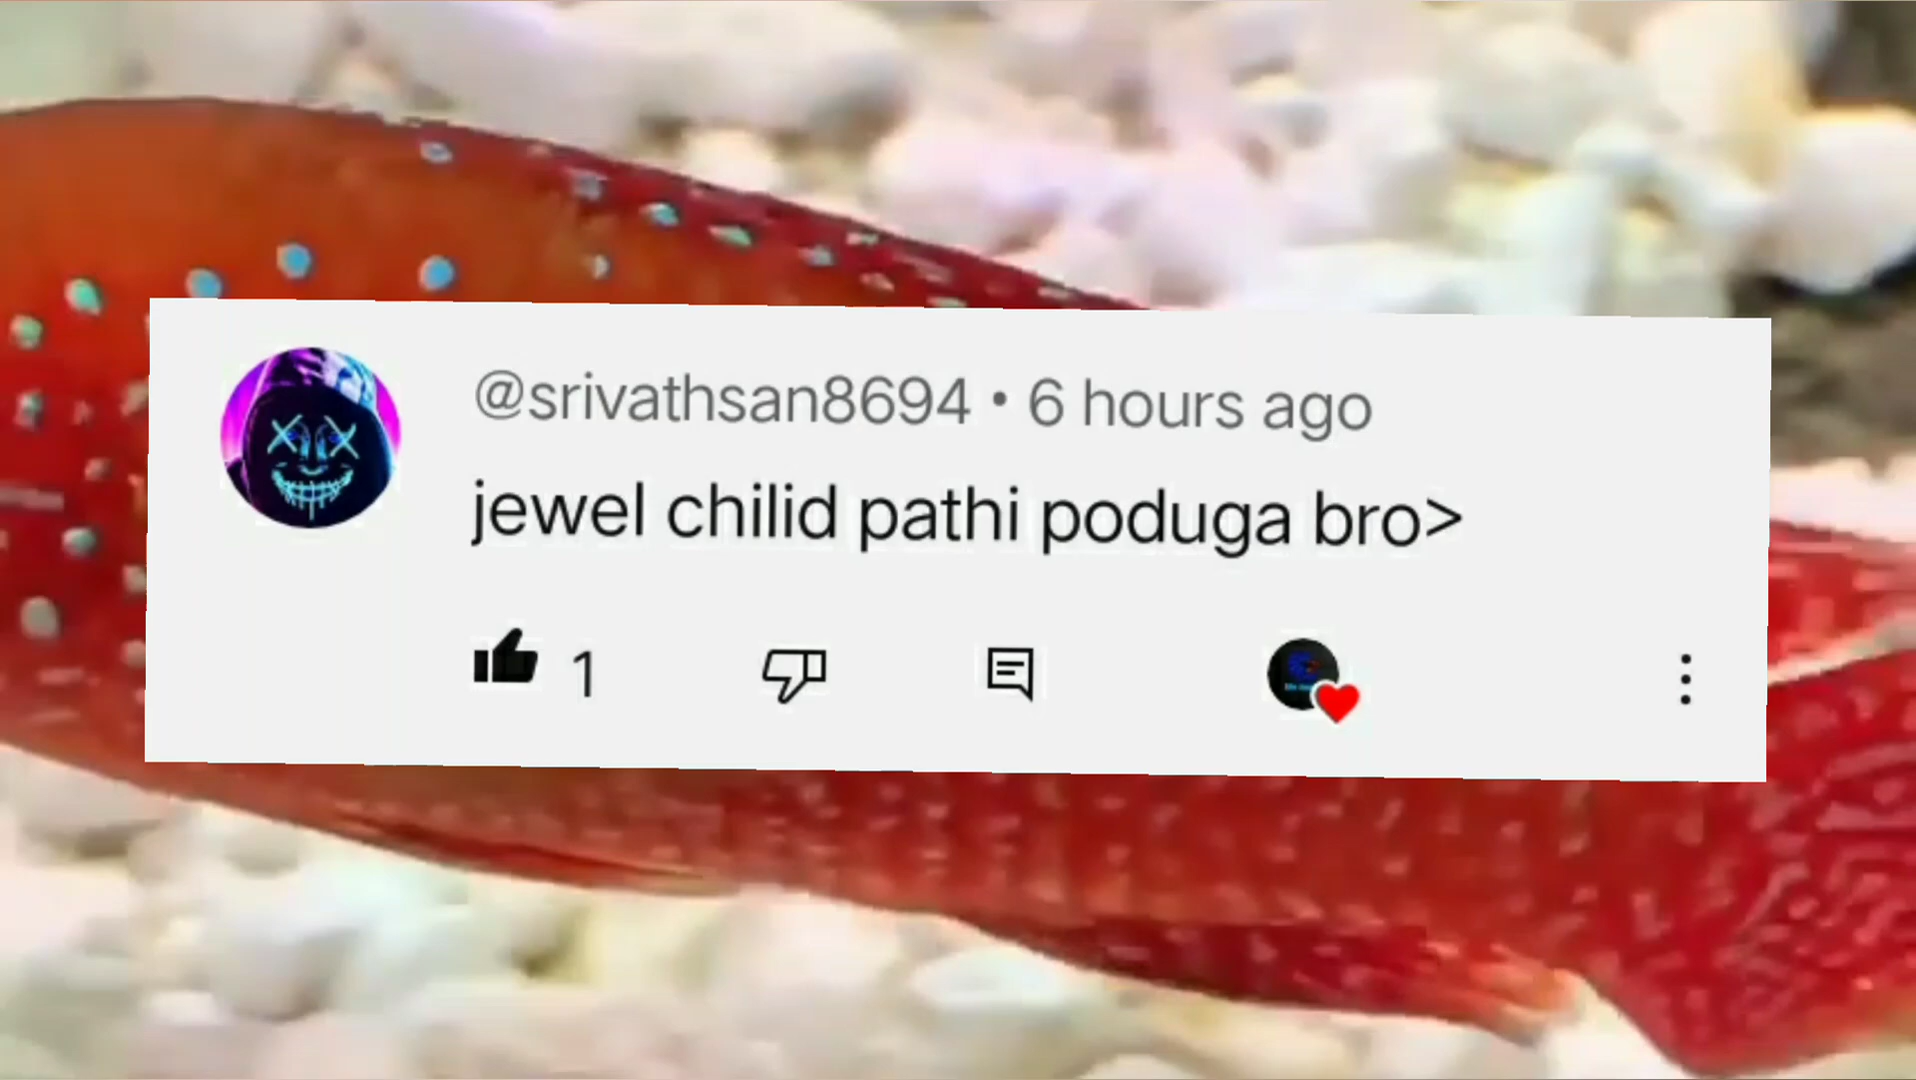 @srivathsan8694 • 6 hours ago
jewel chilid pathi poduga bro>
1